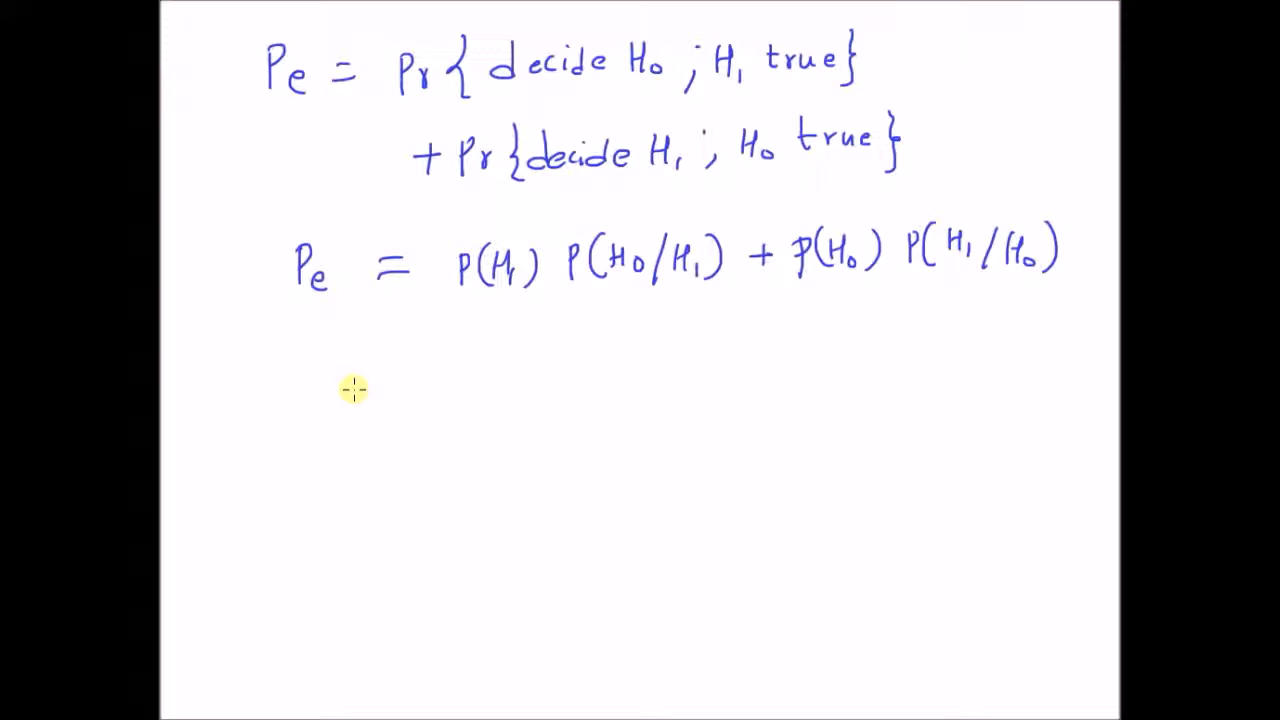 Pe = Pr{ decide H₀ ; H₁ true}
+ Pr{decide H₁ ; H₀ true}
Pe = P(H₁) P(H₀/H₁) + P(H₀) P(H₁/H₀)